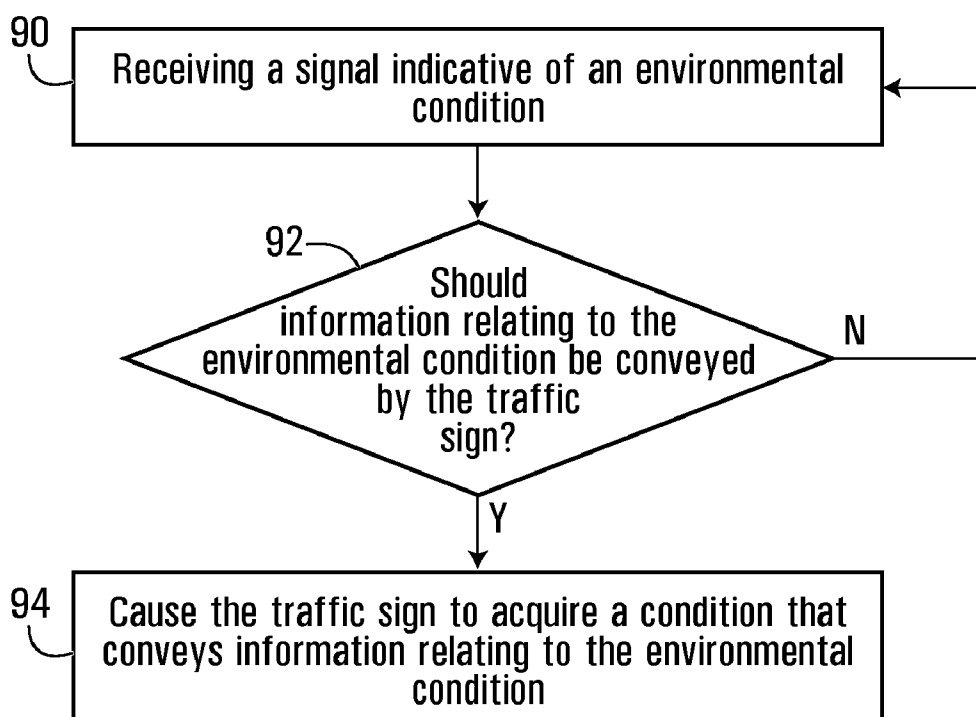 90
Receiving a signal indicative of an environmental
condition
92
Should
information relating to the
environmental condition be conveyed
by the traffic
sign?
N
Y
94
Cause the traffic sign to acquire a condition that
conveys information relating to the environmental
condition